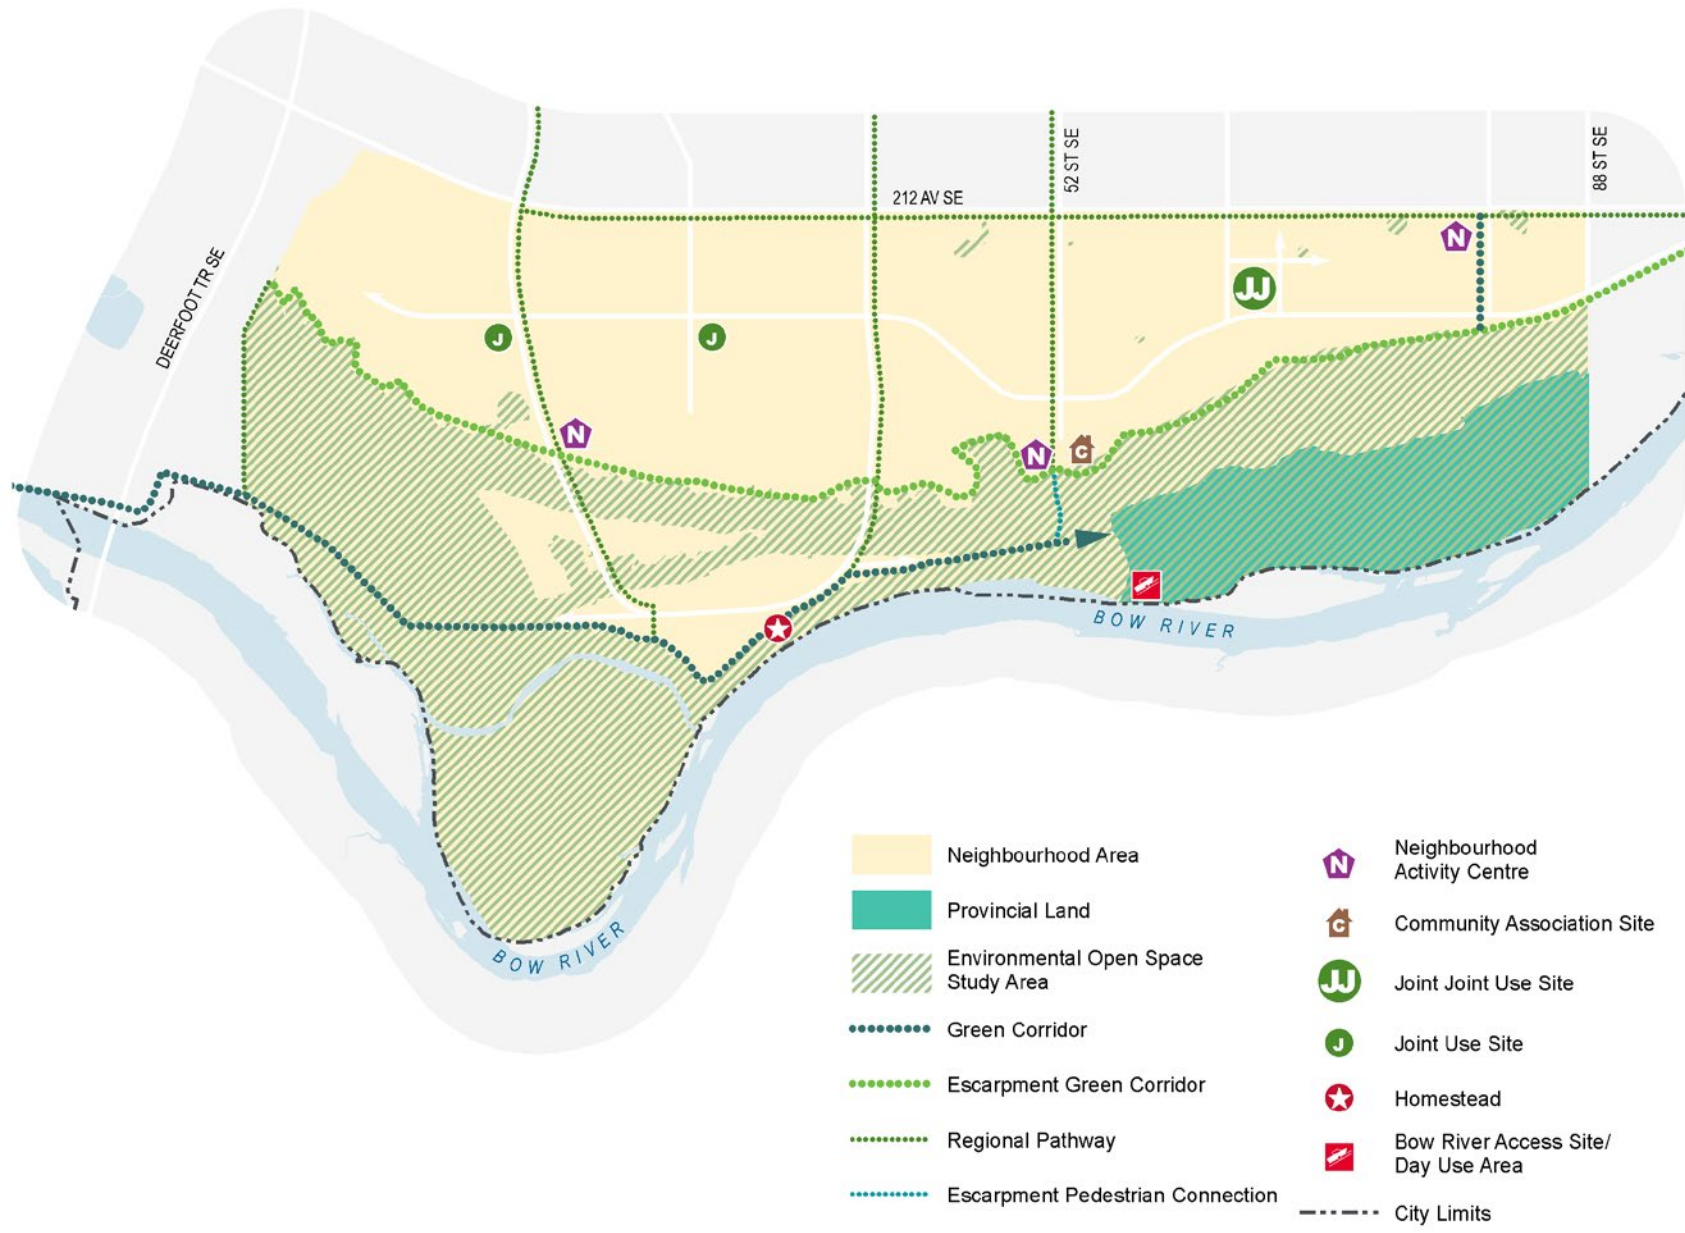 88 ST SE
52 ST SE
212 AV SE
N
DEERFOOT TR SE
JJ
J
J
N
N
C
BOW RIVER
BOW RIVER
Neighbourhood Area
Provincial Land
Environmental Open Space
Study Area
Green Corridor
Escarpment Green Corridor
Regional Pathway
Escarpment Pedestrian Connection
N
Neighbourhood
Activity Centre
C
Community Association Site
JJ
Joint Joint Use Site
J
Joint Use Site
Homestead
Bow River Access Site/
Day Use Area
City Limits